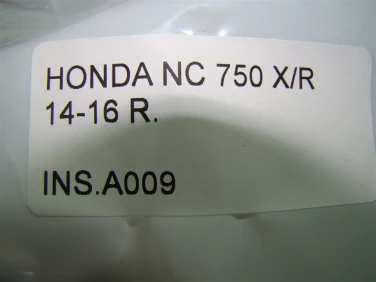 HONDA NC 750 X/R
14-16 R.
INS.A009